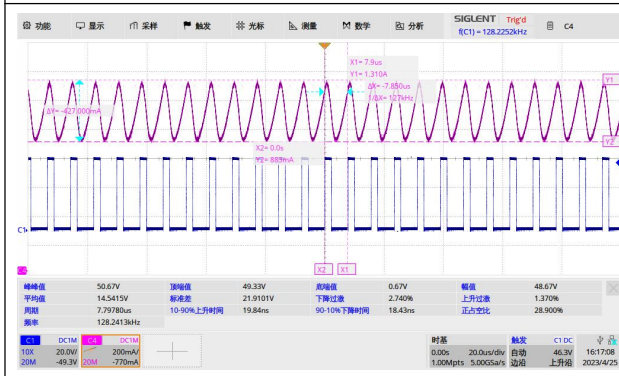 功能 显示 采样 触发 光标 测量 数学 分析 SIGLENT Trig'd C4
f(C1) = 128.2252kHz
X1= 7.9us
Y1= 1.310A
ΔX= -7.850us
1/ΔX= 127kHz
ΔY= -427.000mA
Y1
Y2
X2= 0.0s
Y2= 883mA
C1
C4
X2 X1
峰峰值 50.67V 顶端值 49.33V 底端值 0.67V 幅值 48.67V
平均值 14.5415V 标准差 21.9101V 下降过激 2.740% 上升过激 1.370%
周期 7.79780us 10-90%上升时间 19.84ns 90-10%下降时间 18.43ns 正占空比 28.900%
频率 128.2413kHz
C1 DC1M C4 DC1M 时基 触发 C1 DC
10X 20.0V/ 200mA/ 0.00s 20.0us/div 自动 46.3V 16:17:08
20M -49.3V 20M -770mA 1.00Mpts 5.00GSa/s 边沿 上升沿 2023/4/25